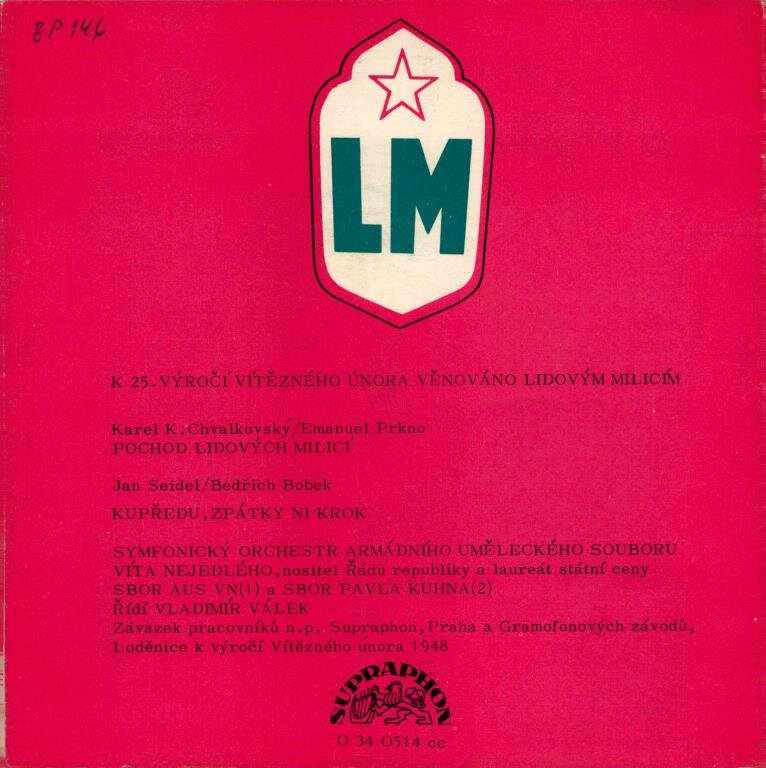 EP 146
LM
K 25. VÝROČÍ VÍTĚZNÉHO ÚNORA VĚNOVÁNO LIDOVÝM MILICÍM
Karel K. Chvalkovský/Emanuel Prkno
POCHOD LIDOVÝCH MILICÍ
Jan Seidel/Bedřich Bobek
KUPŘEDU, ZPÁTKY NI KROK
SYMFONICKÝ ORCHESTR ARMÁDNÍHO UMĚLECKÉHO SOUBORU
VÍTA NEJEDLÉHO, nositel Řádu republiky a laureát státní ceny
SBOR AUS VN(1) a SBOR PAVLA KUHNA(2)
Řídí VLADIMÍR VÁLEK
Závazek pracovníků n.p. Supraphon, Praha a Gramofonových závodů,
Loděnice k výročí Vítězného února 1948
SUPRAPHON
0 34 0514 cc